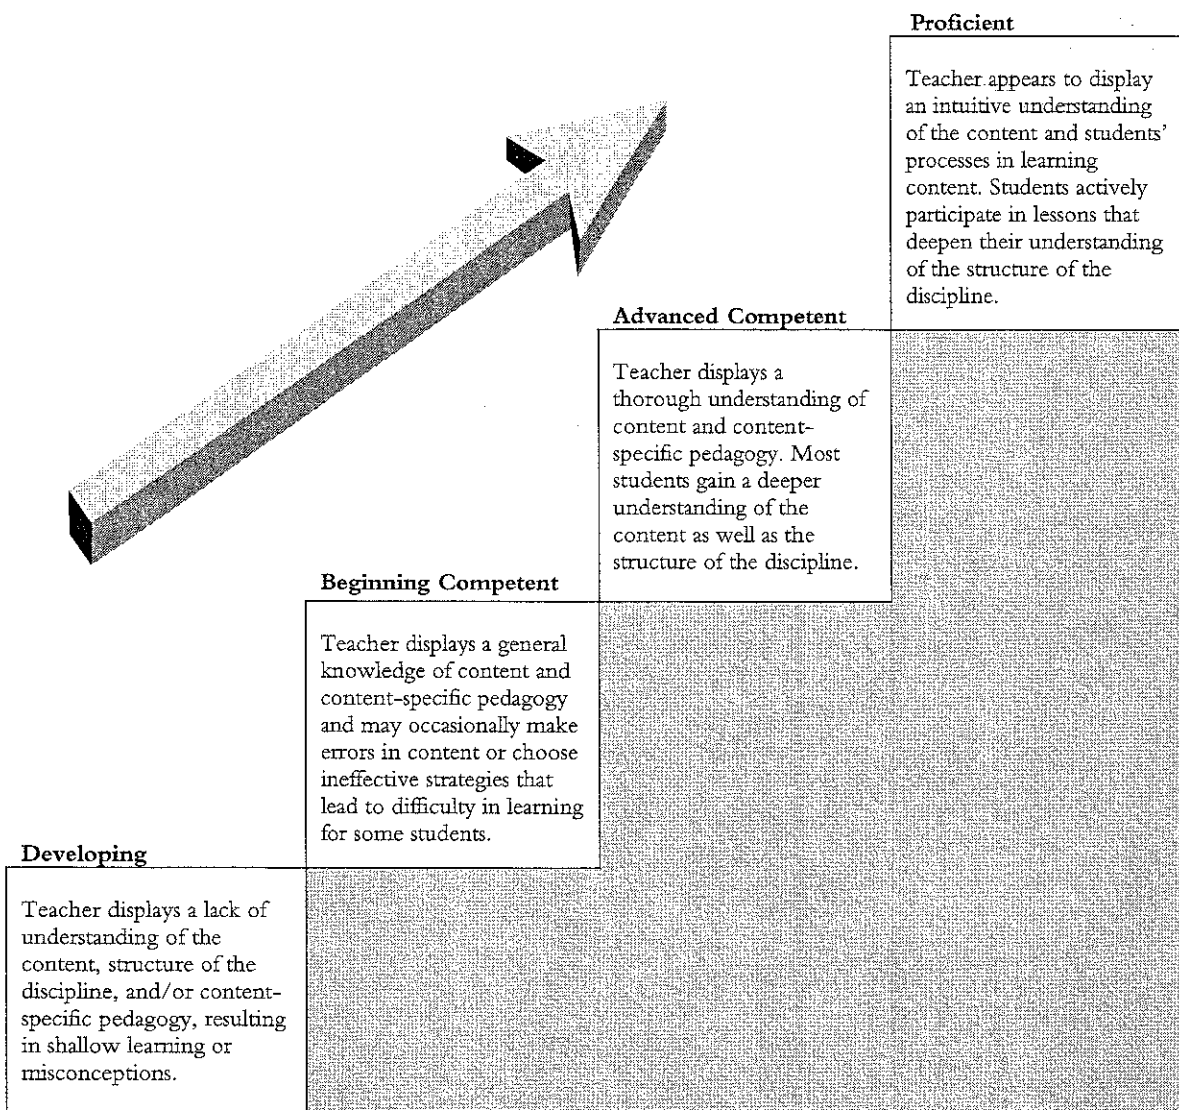 Proficient
Teacher appears to display
an intuitive understanding
of the content and students'
processes in learning
content. Students actively
participate in lessons that
deepen their understanding
of the structure of the
discipline.
Advanced Competent
Teacher displays a
thorough understanding of
content and content-
specific pedagogy. Most
students gain a deeper
understanding of the
content as well as the
structure of the discipline.
Beginning Competent
Teacher displays a general
knowledge of content and
content-specific pedagogy
and may occasionally make
errors in content or choose
ineffective strategies that
lead to difficulty in learning
for some students.
Developing
Teacher displays a lack of
understanding of the
content, structure of the
discipline, and/or content-
specific pedagogy, resulting
in shallow learning or
misconceptions.